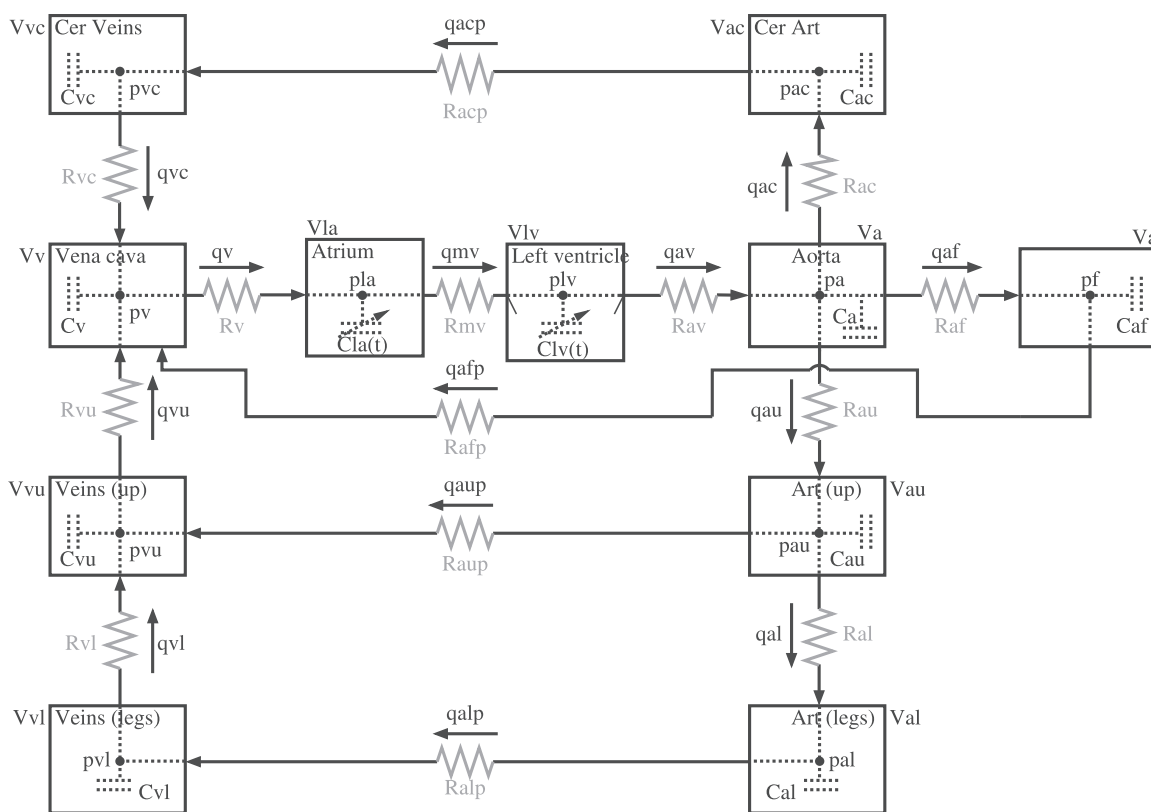 Vvc Cer Veins qacp Vac Cer Art
Cvc pvc Racp pac Cac
Rvc qvc qac Rac
Vla Vlv
Vv Vena cava qv Atrium qmv Left ventricle qav Va Aorta qaf Va
pla plv pa pf
Cv pv Rv Rmv Rav Ca Raf Caf
Cla(t) Clv(t)
Rvu qvu qafp qau Rau
Rafp
Vvu Veins (up) qaup Art (up) Vau
Cvu pvu Raup pau Cau
Rvl qvl qal Ral
Vvl Veins (legs) qalp Art (legs) Val
pvl Cvl Ralp Cal pal